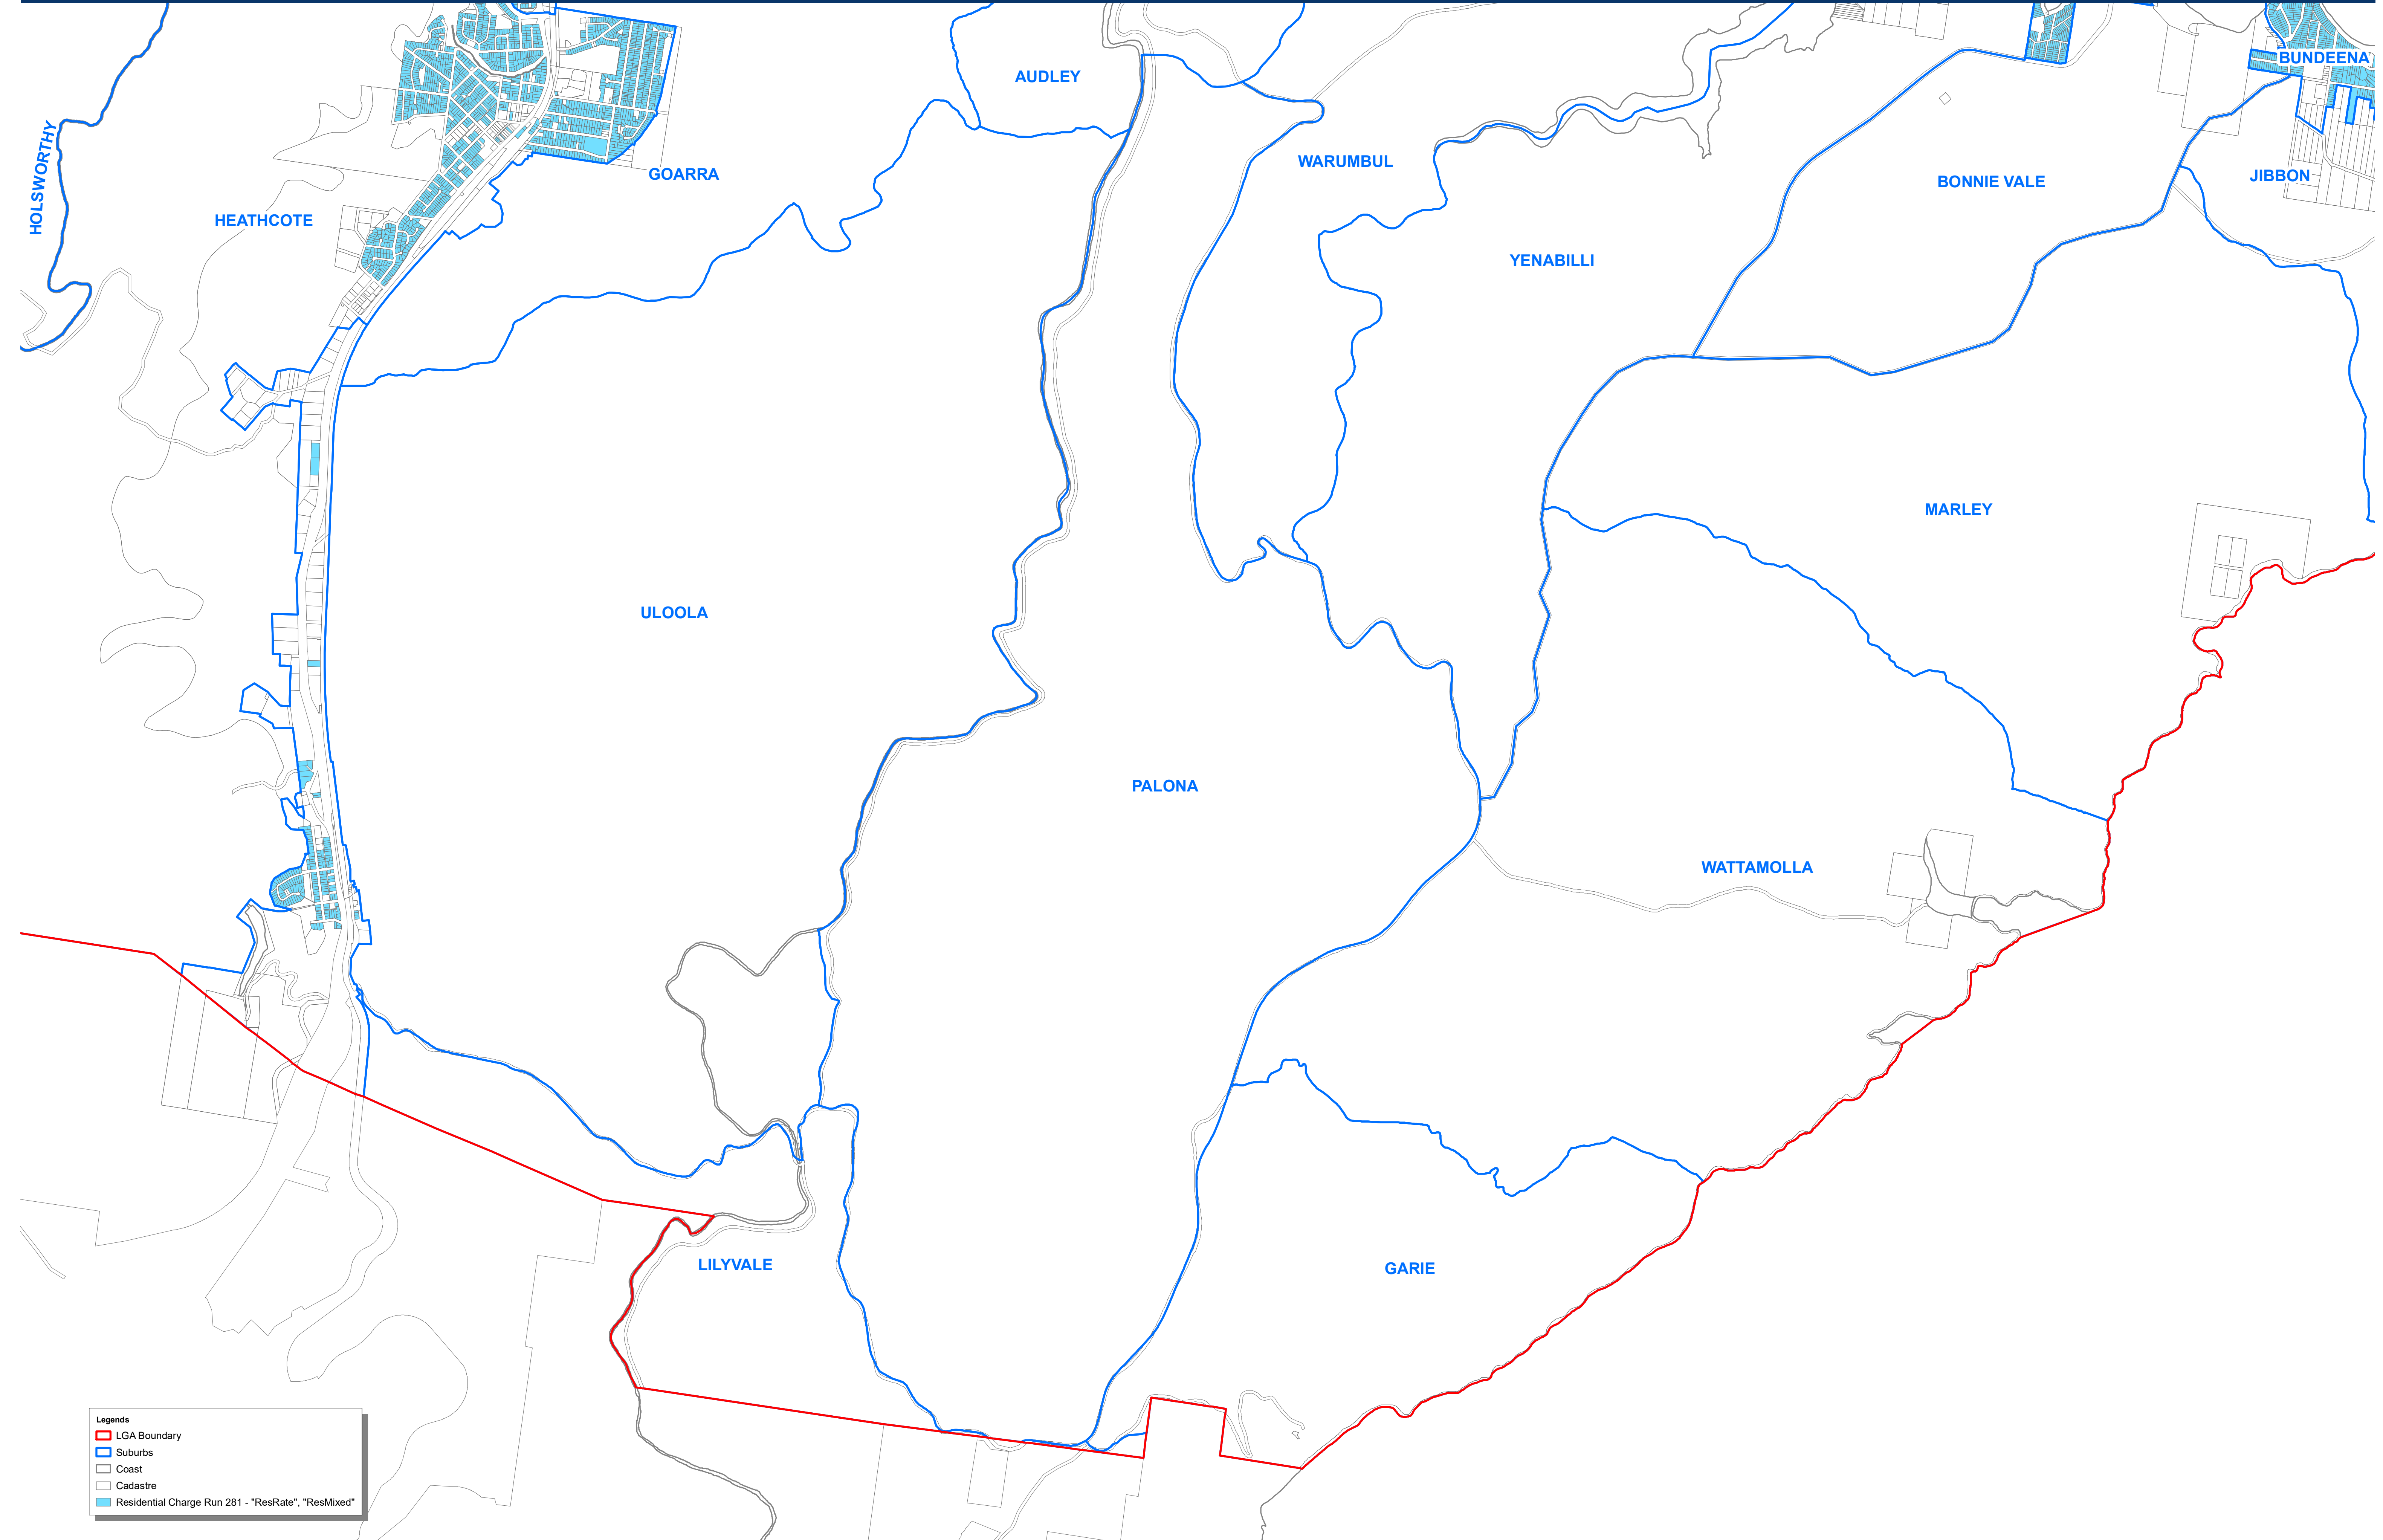 BUNDEENA
AUDLEY
HOLSWORTHY
WARUMBUL
GOARRA
JIBBON
BONNIE VALE
HEATHCOTE
YENABILLI
MARLEY
ULOOLA
PALONA
WATTAMOLLA
LILYVALE
GARIE
Legends
LGA Boundary
Suburbs
Coast
Cadastre
Residential Charge Run 281 - "ResRate", "ResMixed"